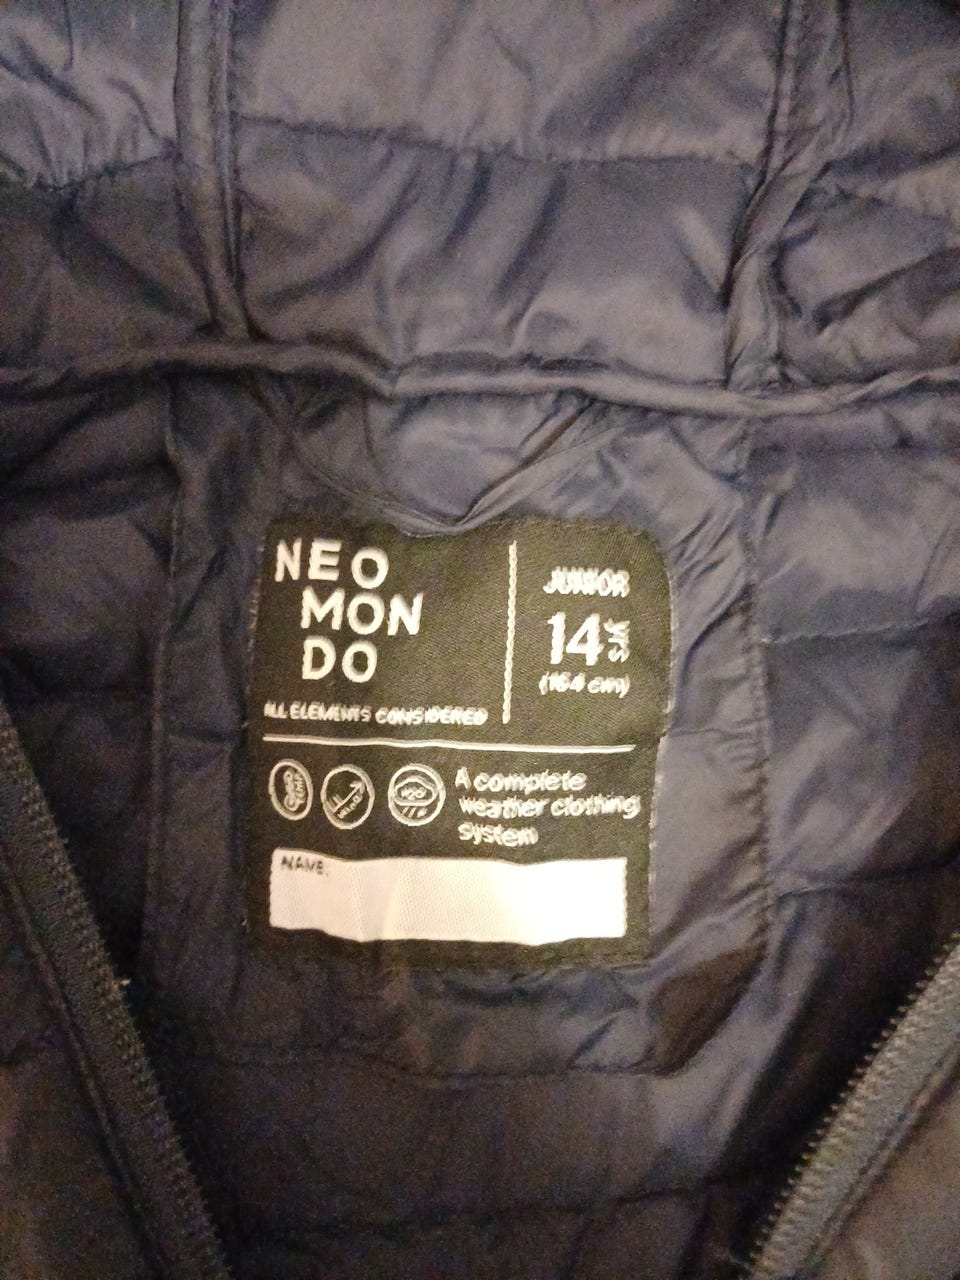 NEO
MON
DO
ALL ELEMENTS CONSIDERED
JUNIOR
14
(164 cm)
A complete
weather clothing
system
NAME: